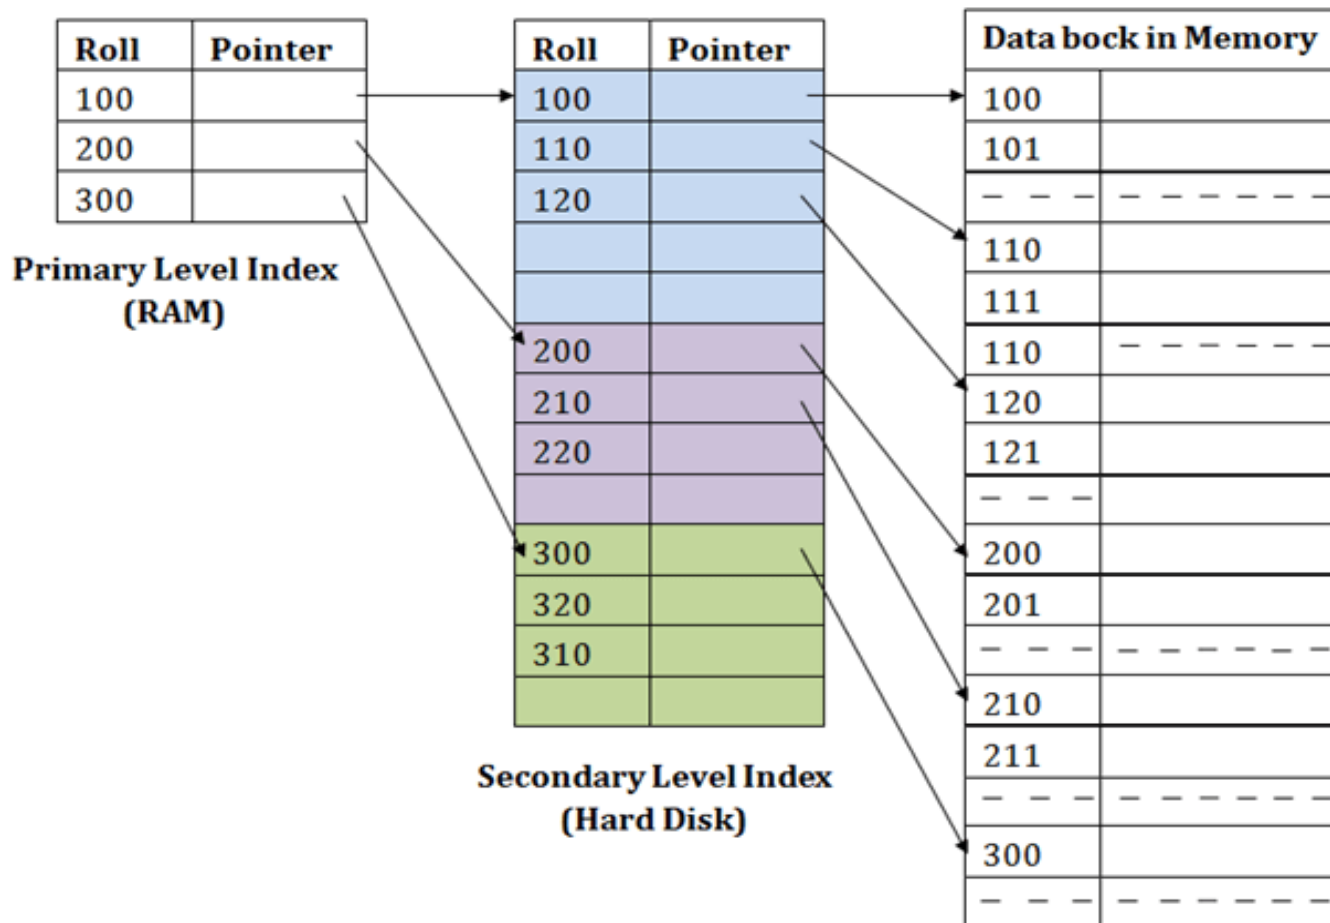 Roll Pointer
100
200
300
Primary Level Index
(RAM)
Roll Pointer
100
110
120
200
210
220
300
320
310
Secondary Level Index
(Hard Disk)
Data bock in Memory
100
101
– – – – – – – – –
110
111
110 – – – – – –
120
121
– – –
200
201
– – – – – – – – –
210
211
– – – – – – – – –
300
– – – – – – – – –